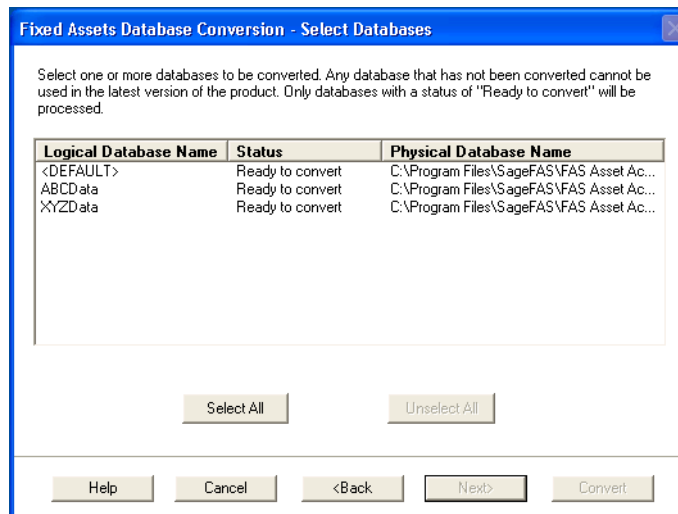 Fixed Assets Database Conversion - Select Databases
Select one or more databases to be converted. Any database that has not been converted cannot be
used in the latest version of the product. Only databases with a status of "Ready to convert" will be
processed.
Logical Database Name Status Physical Database Name
<DEFAULT> Ready to convert C:\Program Files\SageFAS\FAS Asset Ac...
ABCData Ready to convert C:\Program Files\SageFAS\FAS Asset Ac...
XYZData Ready to convert C:\Program Files\SageFAS\FAS Asset Ac...
Select All Unselect All
Help Cancel <Back Next> Convert